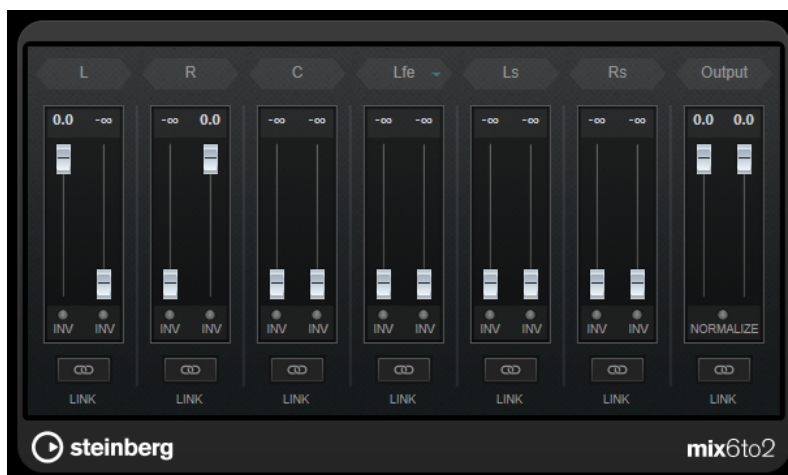 L R C Lfe Ls Rs Output
0.0 -∞ -∞ 0.0 -∞ -∞ -∞ -∞ -∞ -∞ -∞ -∞ 0.0 0.0
INV INV INV INV INV INV INV INV INV INV INV INV NORMALIZE
LINK LINK LINK LINK LINK LINK LINK
steinberg mix6to2